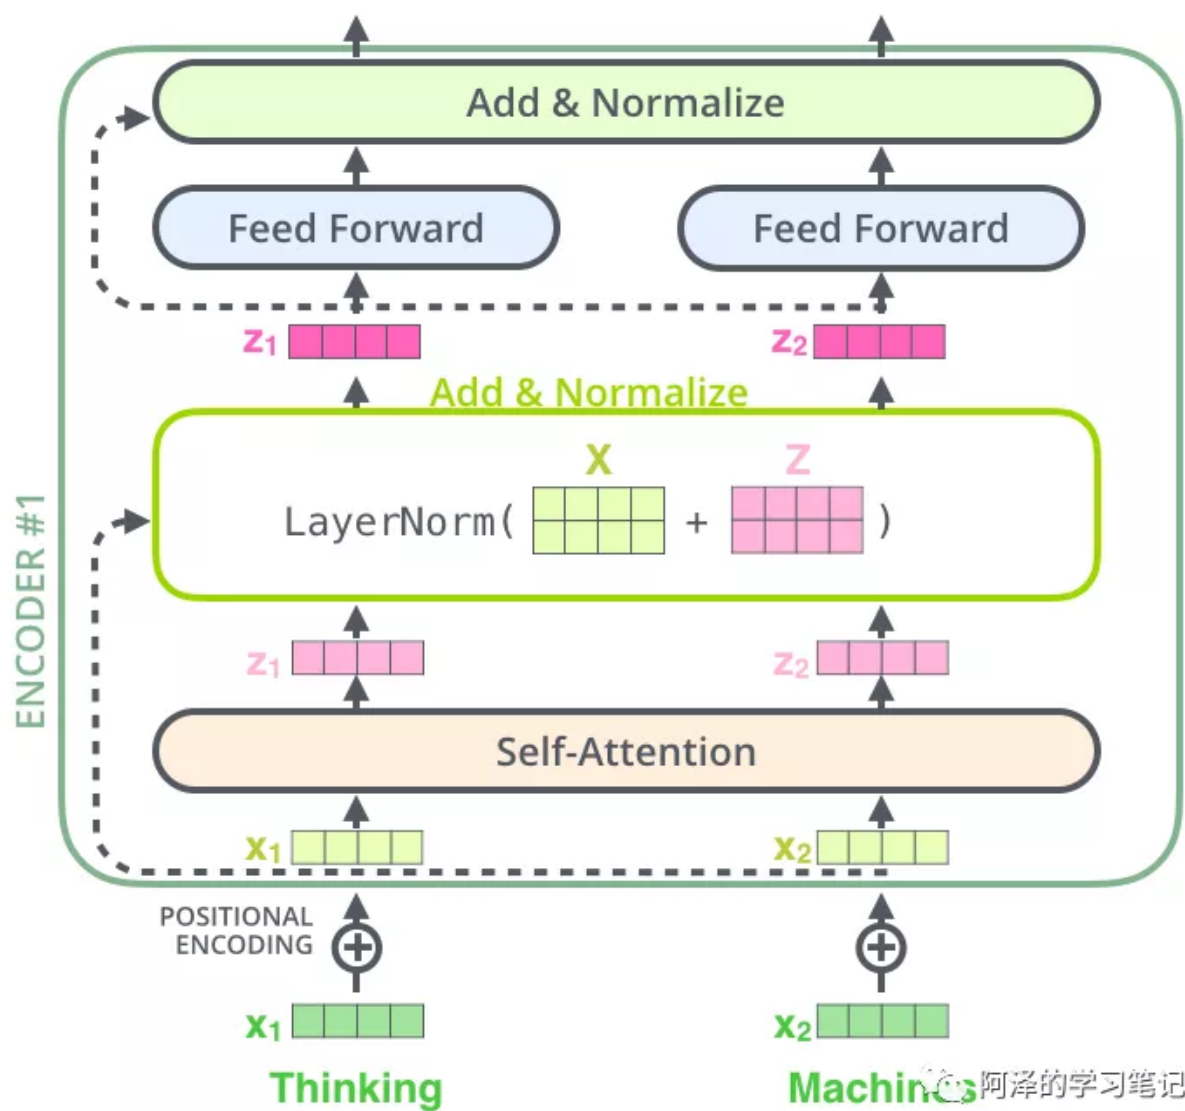 Add & Normalize
Feed Forward Feed Forward
z1 z2
Add & Normalize
X Z
LayerNorm( + )
ENCODER #1
z1 z2
Self-Attention
x1 x2
POSITIONAL
ENCODING
x1 x2
Thinking Machines
阿泽的学习笔记